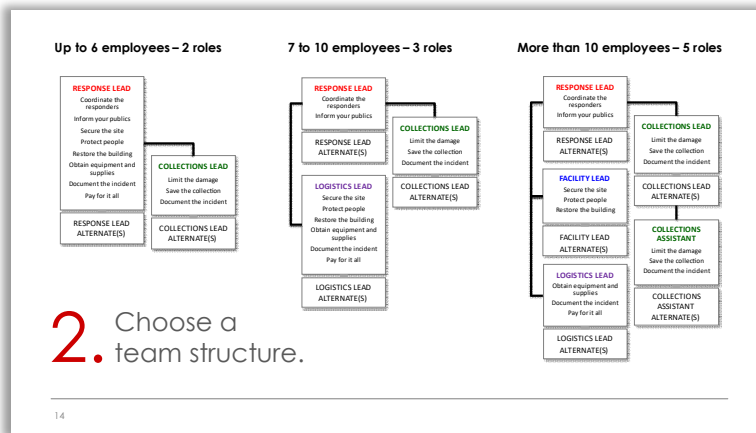 Up to 6 employees – 2 roles
RESPONSE LEAD
Coordinate the
responders
Inform your publics
Secure the site
Protect people
Restore the building
Obtain equipment and
supplies
Document the incident
Pay for it all
RESPONSE LEAD
ALTERNATE(S)
COLLECTIONS LEAD
Limit the damage
Save the collection
Document the incident
COLLECTIONS LEAD
ALTERNATE(S)
7 to 10 employees – 3 roles
RESPONSE LEAD
Coordinate the
responders
Inform your publics
RESPONSE LEAD
ALTERNATE(S)
COLLECTIONS LEAD
Limit the damage
Save the collection
Document the incident
COLLECTIONS LEAD
ALTERNATE(S)
LOGISTICS LEAD
Secure the site
Protect people
Restore the building
Obtain equipment and
supplies
Document the incident
Pay for it all
LOGISTICS LEAD
ALTERNATE(S)
More than 10 employees – 5 roles
RESPONSE LEAD
Coordinate the
responders
Inform your publics
RESPONSE LEAD
ALTERNATE(S)
COLLECTIONS LEAD
Limit the damage
Save the collection
Document the incident
COLLECTIONS LEAD
ALTERNATE(S)
FACILITY LEAD
Secure the site
Protect people
Restore the building
FACILITY LEAD
ALTERNATE(S)
COLLECTIONS
ASSISTANT
Limit the damage
Save the collection
Document the incident
COLLECTIONS
ASSISTANT
ALTERNATE(S)
LOGISTICS LEAD
Obtain equipment and
supplies
Document the incident
Pay for it all
LOGISTICS LEAD
ALTERNATE(S)
2. Choose a
team structure.
14